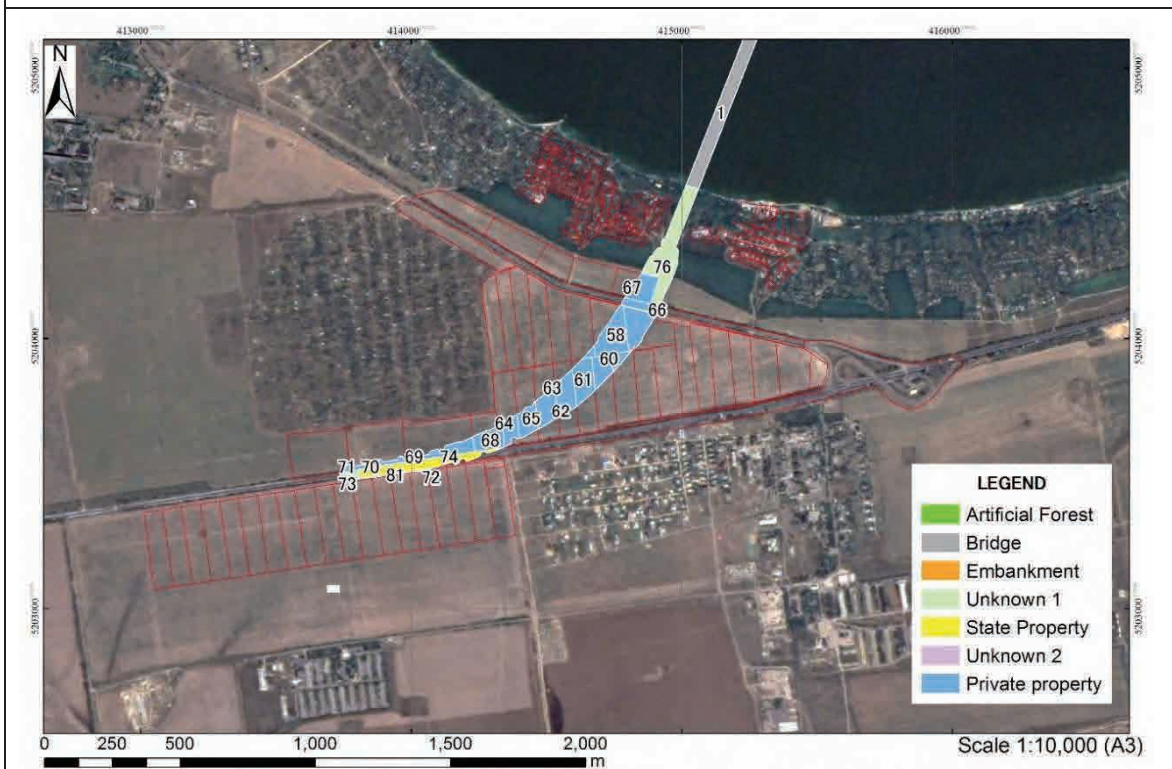 413000 414000 415000 416000
N
5205000 5205000
1
76
67
66
58
60
63 61
62
64 65
68
69 74
71 70
73 81 72
5204000 5204000
5203000 5203000
LEGEND
Artificial Forest
Bridge
Embankment
Unknown 1
State Property
Unknown 2
Private property
0 250 500 1,000 1,500 2,000
m
Scale 1:10,000 (A3)